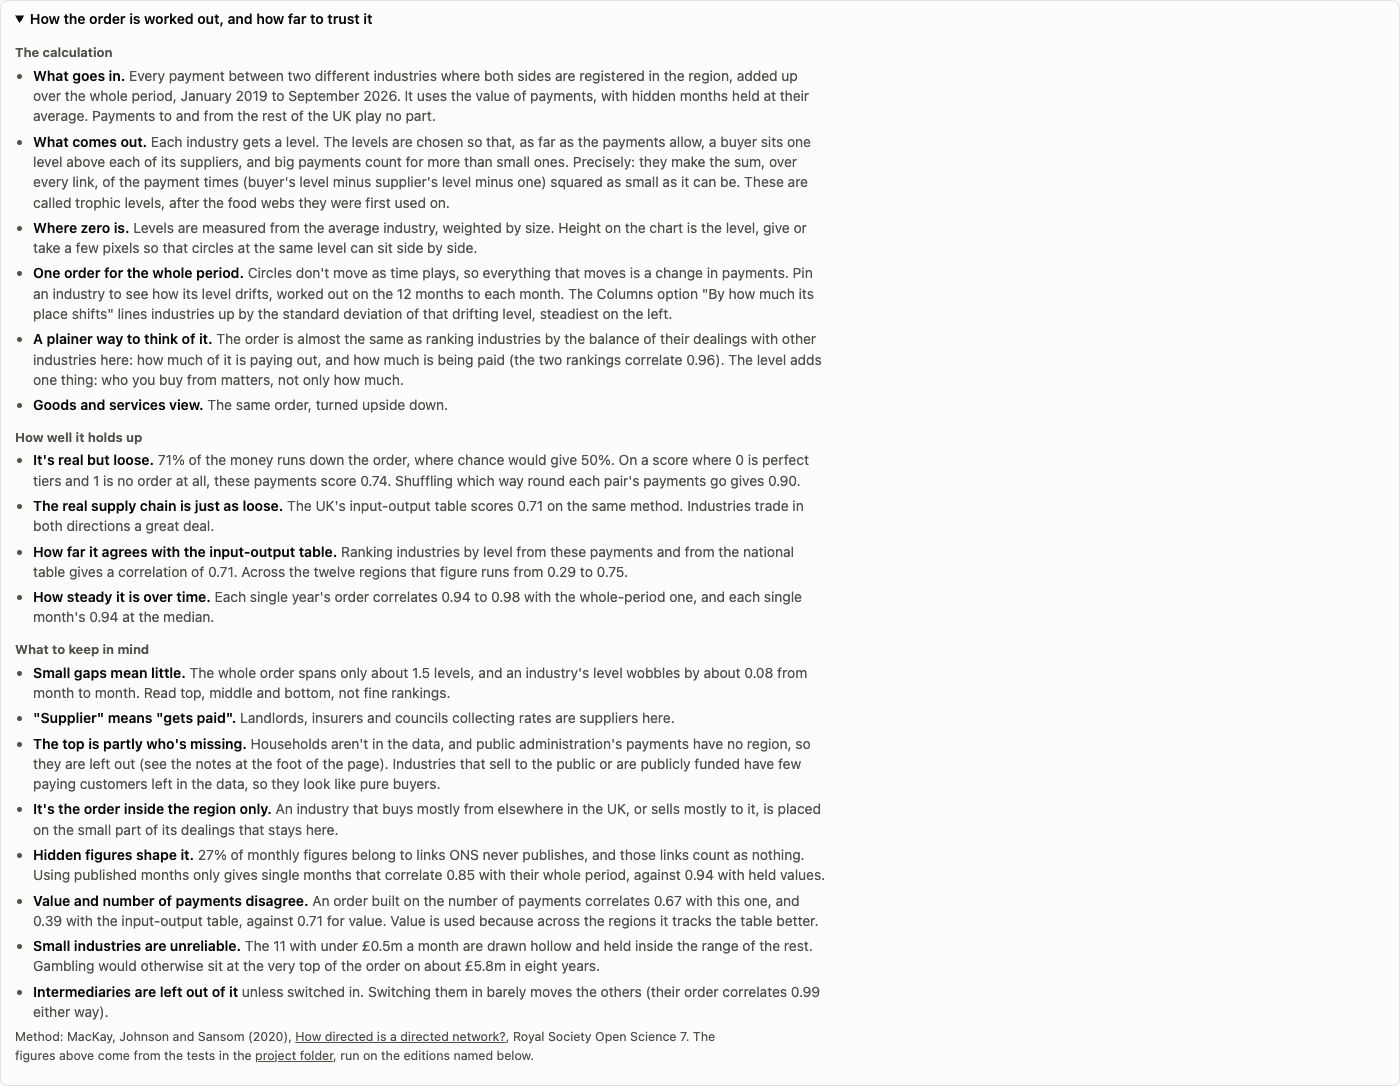 ▼ How the order is worked out, and how far to trust it
The calculation
• What goes in. Every payment between two different industries where both sides are registered in the region, added up
over the whole period, January 2019 to September 2026. It uses the value of payments, with hidden months held at their
average. Payments to and from the rest of the UK play no part.
• What comes out. Each industry gets a level. The levels are chosen so that, as far as the payments allow, a buyer sits one
level above each of its suppliers, and big payments count for more than small ones. Precisely: they make the sum, over
every link, of the payment times (buyer's level minus supplier's level minus one) squared as small as it can be. These are
called trophic levels, after the food webs they were first used on.
• Where zero is. Levels are measured from the average industry, weighted by size. Height on the chart is the level, give or
take a few pixels so that circles at the same level can sit side by side.
• One order for the whole period. Circles don't move as time plays, so everything that moves is a change in payments. Pin
an industry to see how its level drifts, worked out on the 12 months to each month. The Columns option "By how much its
place shifts" lines industries up by the standard deviation of that drifting level, steadiest on the left.
• A plainer way to think of it. The order is almost the same as ranking industries by the balance of their dealings with other
industries here: how much of it is paying out, and how much is being paid (the two rankings correlate 0.96). The level adds
one thing: who you buy from matters, not only how much.
• Goods and services view. The same order, turned upside down.
How well it holds up
• It's real but loose. 71% of the money runs down the order, where chance would give 50%. On a score where 0 is perfect
tiers and 1 is no order at all, these payments score 0.74. Shuffling which way round each pair's payments go gives 0.90.
• The real supply chain is just as loose. The UK's input-output table scores 0.71 on the same method. Industries trade in
both directions a great deal.
• How far it agrees with the input-output table. Ranking industries by level from these payments and from the national
table gives a correlation of 0.71. Across the twelve regions that figure runs from 0.29 to 0.75.
• How steady it is over time. Each single year's order correlates 0.94 to 0.98 with the whole-period one, and each single
month's 0.94 at the median.
What to keep in mind
• Small gaps mean little. The whole order spans only about 1.5 levels, and an industry's level wobbles by about 0.08 from
month to month. Read top, middle and bottom, not fine rankings.
• "Supplier" means "gets paid". Landlords, insurers and councils collecting rates are suppliers here.
• The top is partly who's missing. Households aren't in the data, and public administration's payments have no region, so
they are left out (see the notes at the foot of the page). Industries that sell to the public or are publicly funded have few
paying customers left in the data, so they look like pure buyers.
• It's the order inside the region only. An industry that buys mostly from elsewhere in the UK, or sells mostly to it, is placed
on the small part of its dealings that stays here.
• Hidden figures shape it. 27% of monthly figures belong to links ONS never publishes, and those links count as nothing.
Using published months only gives single months that correlate 0.85 with their whole period, against 0.94 with held values.
• Value and number of payments disagree. An order built on the number of payments correlates 0.67 with this one, and
0.39 with the input-output table, against 0.71 for value. Value is used because across the regions it tracks the table better.
• Small industries are unreliable. The 11 with under £0.5m a month are drawn hollow and held inside the range of the rest.
Gambling would otherwise sit at the very top of the order on about £5.8m in eight years.
• Intermediaries are left out of it unless switched in. Switching them in barely moves the others (their order correlates 0.99
either way).
Method: MacKay, Johnson and Sansom (2020), How directed is a directed network?, Royal Society Open Science 7. The
figures above come from the tests in the project folder, run on the editions named below.